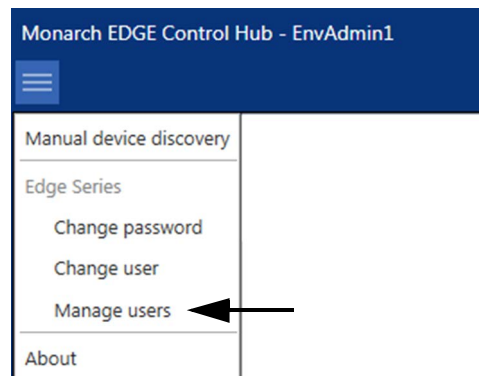 Monarch EDGE Control Hub - EnvAdmin1
Manual device discovery
Edge Series
Change password
Change user
Manage users
About